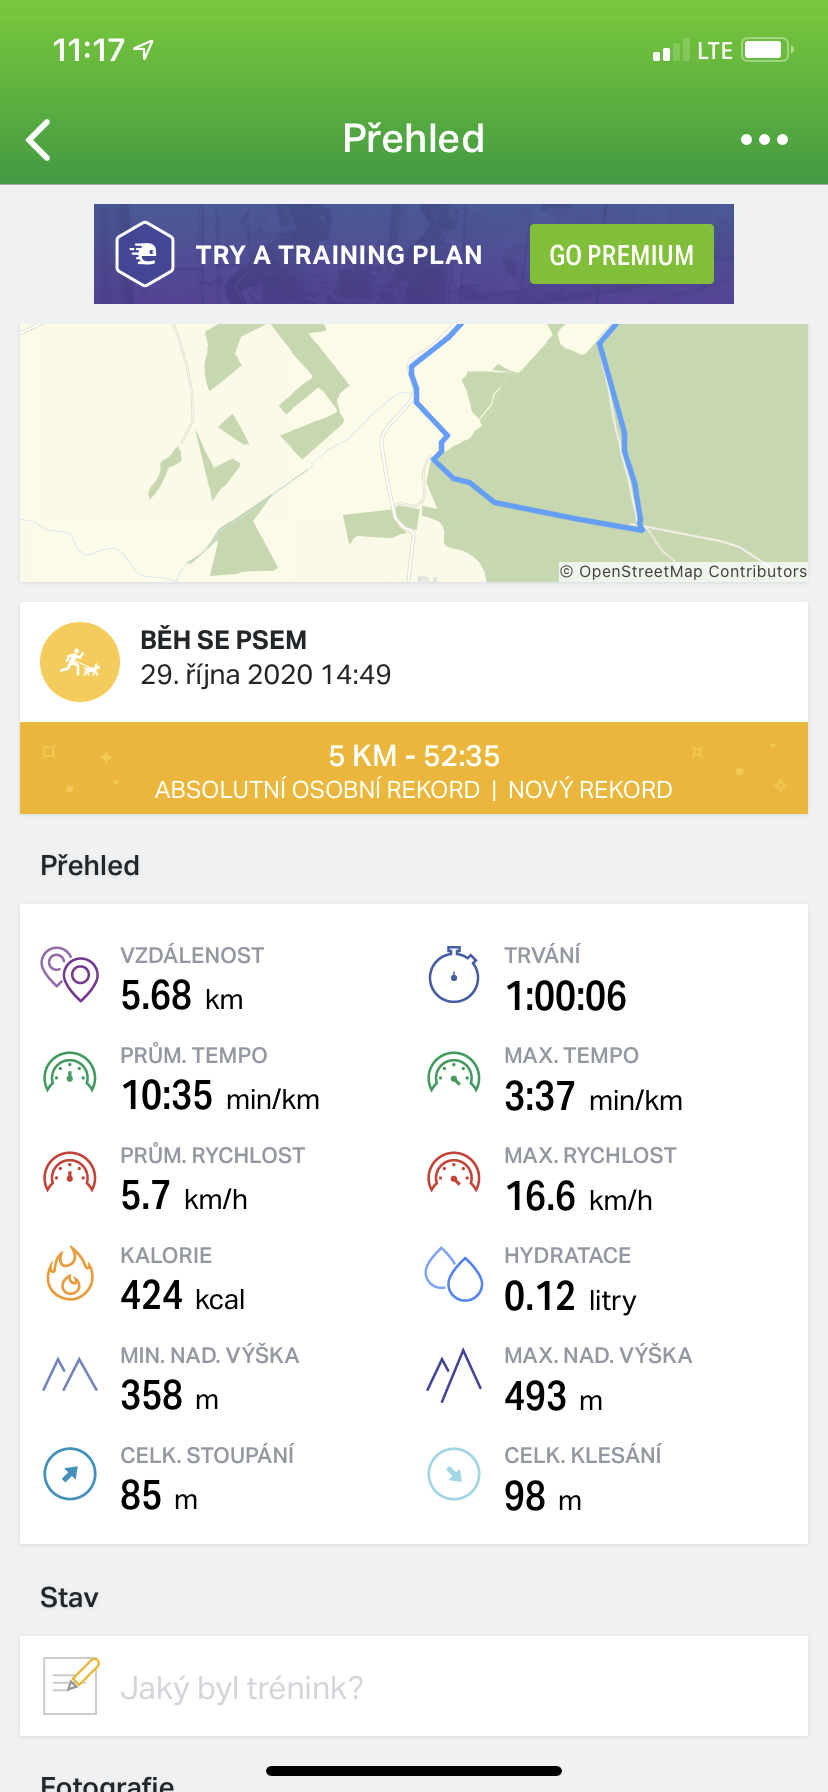 11:17
LTE
Přehled
TRY A TRAINING PLAN
GO PREMIUM
© OpenStreetMap Contributors
BĚH SE PSEM
29. října 2020 14:49
5 KM - 52:35
ABSOLUTNÍ OSOBNÍ REKORD | NOVÝ REKORD
Přehled
VZDÁLENOST
5.68 km
TRVÁNÍ
1:00:06
PRŮM. TEMPO
10:35 min/km
MAX. TEMPO
3:37 min/km
PRŮM. RYCHLOST
5.7 km/h
MAX. RYCHLOST
16.6 km/h
KALORIE
424 kcal
HYDRATACE
0.12 litry
MIN. NAD. VÝŠKA
358 m
MAX. NAD. VÝŠKA
493 m
CELK. STOUPÁNÍ
85 m
CELK. KLESÁNÍ
98 m
Stav
Jaký byl trénink?
Fotografie